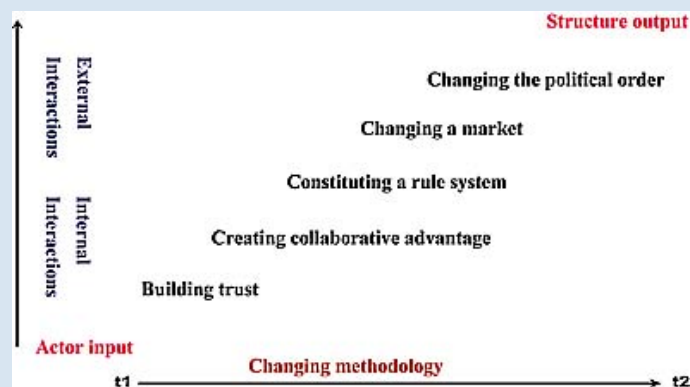 Structure output
External
Interactions
Changing the political order
Changing a market
Constituting a rule system
Internal
Interactions
Creating collaborative advantage
Building trust
Actor input
Changing methodology
t1
t2